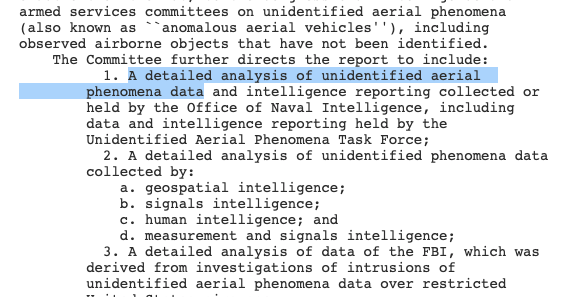 armed services committees on unidentified aerial phenomena
(also known as ``anomalous aerial vehicles''), including
observed airborne objects that have not been identified.
The Committee further directs the report to include:
1. A detailed analysis of unidentified aerial
phenomena data and intelligence reporting collected or
held by the Office of Naval Intelligence, including
data and intelligence reporting held by the
Unidentified Aerial Phenomena Task Force;
2. A detailed analysis of unidentified phenomena data
collected by:
a. geospatial intelligence;
b. signals intelligence;
c. human intelligence; and
d. measurement and signals intelligence;
3. A detailed analysis of data of the FBI, which was
derived from investigations of intrusions of
unidentified aerial phenomena data over restricted